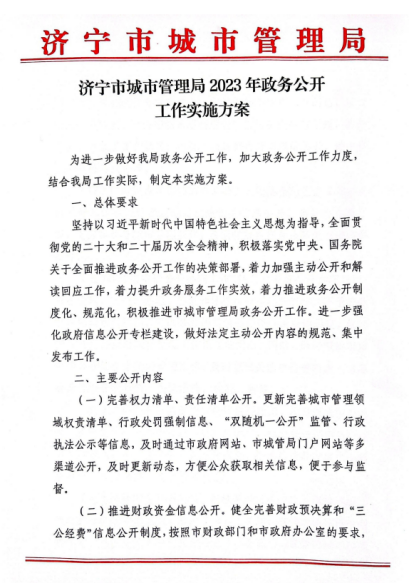 济宁市城市管理局
济宁市城市管理局 2023 年政务公开
工作实施方案
为进一步做好我局政务公开工作，加大政务公开工作力度，
结合我局工作实际，制定本实施方案。
一、总体要求
坚持以习近平新时代中国特色社会主义思想为指导，全面贯
彻党的二十大和二十届历次全会精神，积极落实党中央、国务院
关于全面推进政务公开工作的决策部署，着力加强主动公开和解
读回应工作，着力提升政务服务工作实效，着力推进政务公开制
度化、规范化，积极推进市城市管理局政务公开工作。进一步强
化政府信息公开专栏建设，做好法定主动公开内容的规范、集中
发布工作。
二、主要公开内容
（一）完善权力清单、责任清单公开。更新完善城市管理领
域权责清单、行政处罚强制信息、“双随机一公开”监管、行政
执法公示等信息，及时通过市政府网站、市城管局门户网站等多
渠道公开，及时更新动态，方便公众获取相关信息，便于参与监
督。
（二）推进财政资金信息公开。健全完善财政预决算和“三
公经费”信息公开制度，按照市财政部门和市政府办公室的要求，